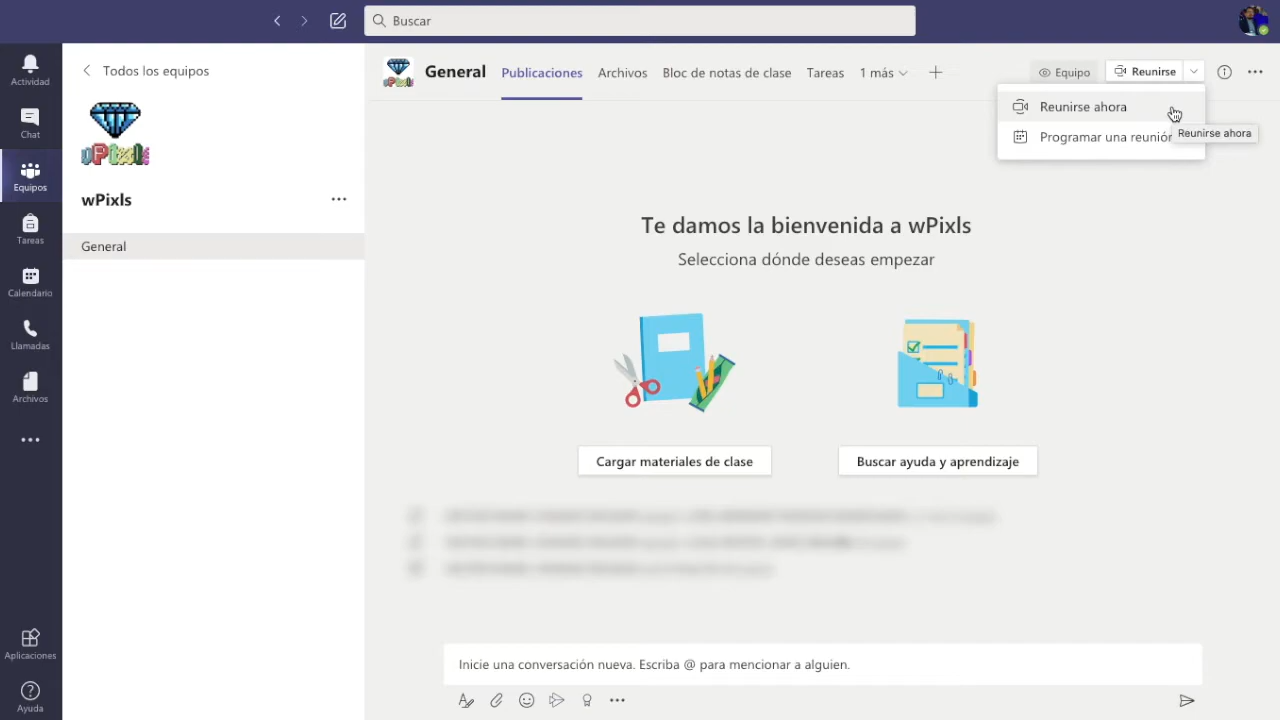 Buscar
Actividad
Chat
Equipos
Tareas
Calendario
Llamadas
Archivos
Aplicaciones
Ayuda
Todos los equipos
wPixls
wPixls
General
General
Publicaciones
Archivos
Bloc de notas de clase
Tareas
1 más
Equipo
Reunirse
Reunirse ahora
Programar una reunión
Reunirse ahora
Te damos la bienvenida a wPixls
Selecciona dónde deseas empezar
Cargar materiales de clase
Buscar ayuda y aprendizaje
Inicie una conversación nueva. Escriba @ para mencionar a alguien.